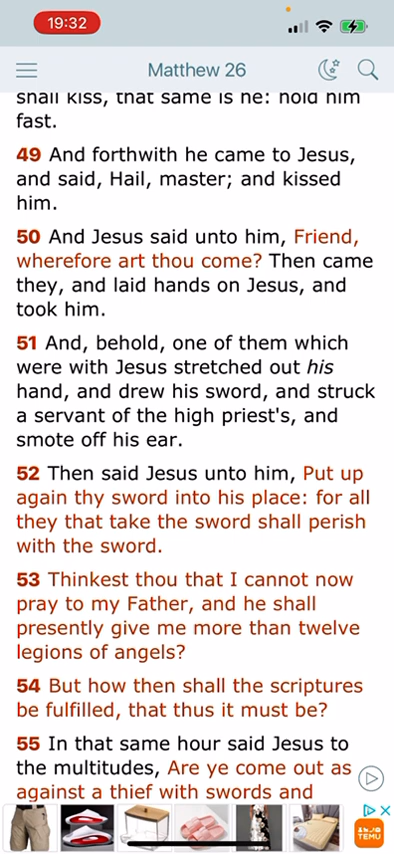 19:32
Matthew 26
shall kiss, that same is he: hold him
fast.
49 And forthwith he came to Jesus,
and said, Hail, master; and kissed
him.
50 And Jesus said unto him, Friend,
wherefore art thou come? Then came
they, and laid hands on Jesus, and
took him.
51 And, behold, one of them which
were with Jesus stretched out his
hand, and drew his sword, and struck
a servant of the high priest's, and
smote off his ear.
52 Then said Jesus unto him, Put up
again thy sword into his place: for all
they that take the sword shall perish
with the sword.
53 Thinkest thou that I cannot now
pray to my Father, and he shall
presently give me more than twelve
legions of angels?
54 But how then shall the scriptures
be fulfilled, that thus it must be?
55 In that same hour said Jesus to
the multitudes, Are ye come out as
against a thief with swords and
TEMU